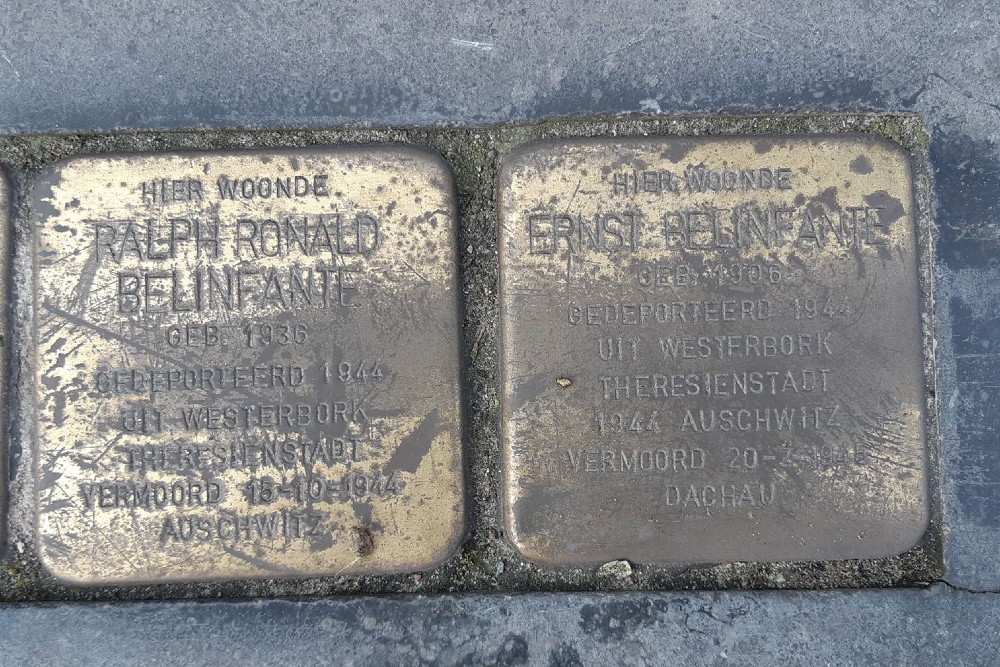 HIER WOONDE
RALPH RONALD
BELINFANTE
GEB. 1936
GEDEPORTEERD 1944
UIT WESTERBORK
THERESIENSTADT
VERMOORD 15-10-1944
AUSCHWITZ
HIER WOONDE
ERNST BELINFANTE
GEB. 1906
GEDEPORTEERD 1944
UIT WESTERBORK
THERESIENSTADT
1944 AUSCHWITZ
VERMOORD
DACHAU